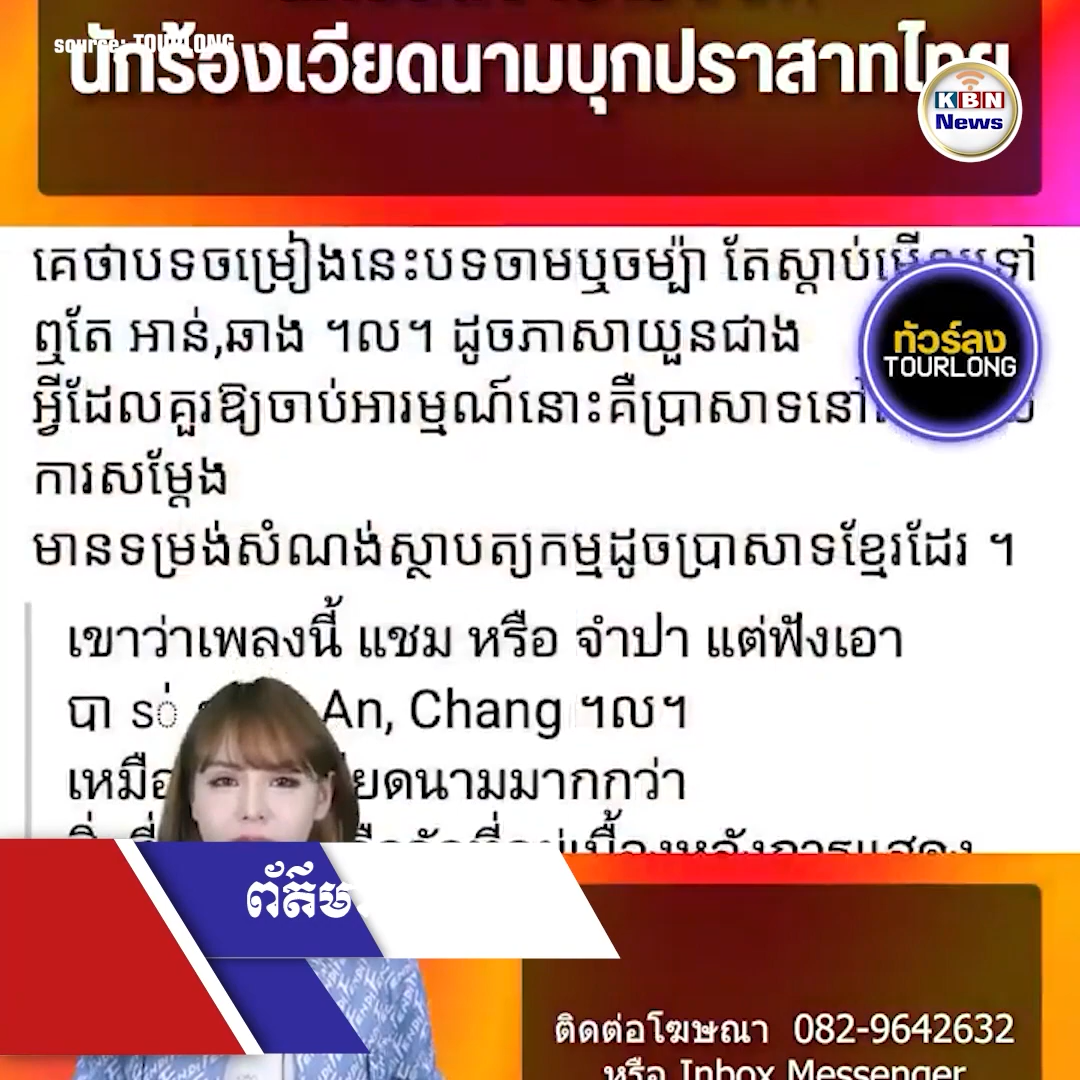 source: TOURLONG
นักร้องเวียดนามบุกปราสาทไทย
KBN
News
គេថាបទចម្រៀងនេះបទចាមឬចម្ប៉ា តែស្តាប់
ឮតែ អាន់,ឆាង ។ល។ ដូចភាសាយួនជាង
ទัวร์ลง
TOURLONG
អ្វីដែលគួរឱ្យចាប់អារម្មណ៍នោះគឺប្រាសាទនៅ
ការសម្តែង
មានទម្រង់សំណង់ស្ថាបត្យកម្មដូចប្រាសាទខ្មែរដែរ ។
เขาว่าเพลงนี้ แชม หรือ จำปา แต่ฟังเอา
បា An, Chang ។ល។
ยดนามมากกว่า
ព័ត៌មាន
ติดต่อโฆษณา 082-9642632
หรือ Inbox Messenger